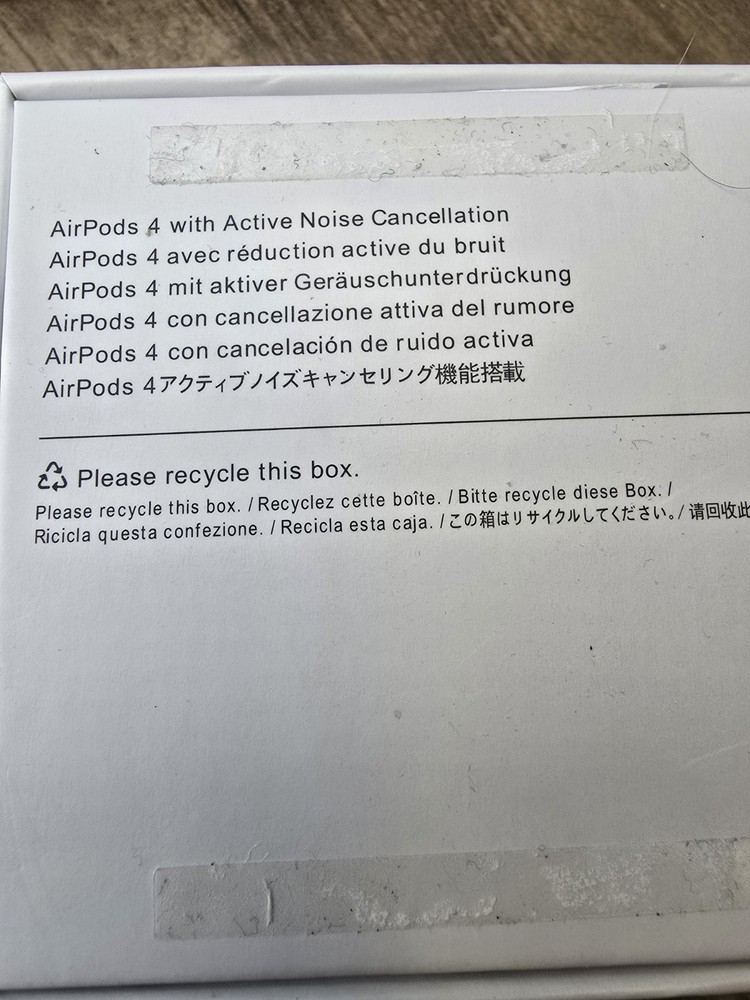 AirPods 4 with Active Noise Cancellation
AirPods 4 avec réduction active du bruit
AirPods 4 mit aktiver Geräuschunterdrückung
AirPods 4 con cancellazione attiva del rumore
AirPods 4 con cancelación de ruido activa
AirPods 4アクティブノイズキャンセリング機能搭載
Please recycle this box.
Please recycle this box. / Recyclez cette boîte. / Bitte recycle diese Box. /
Ricicla questa confezione. / Recicla esta caja. / この箱はリサイクルしてください。/ 请回收此